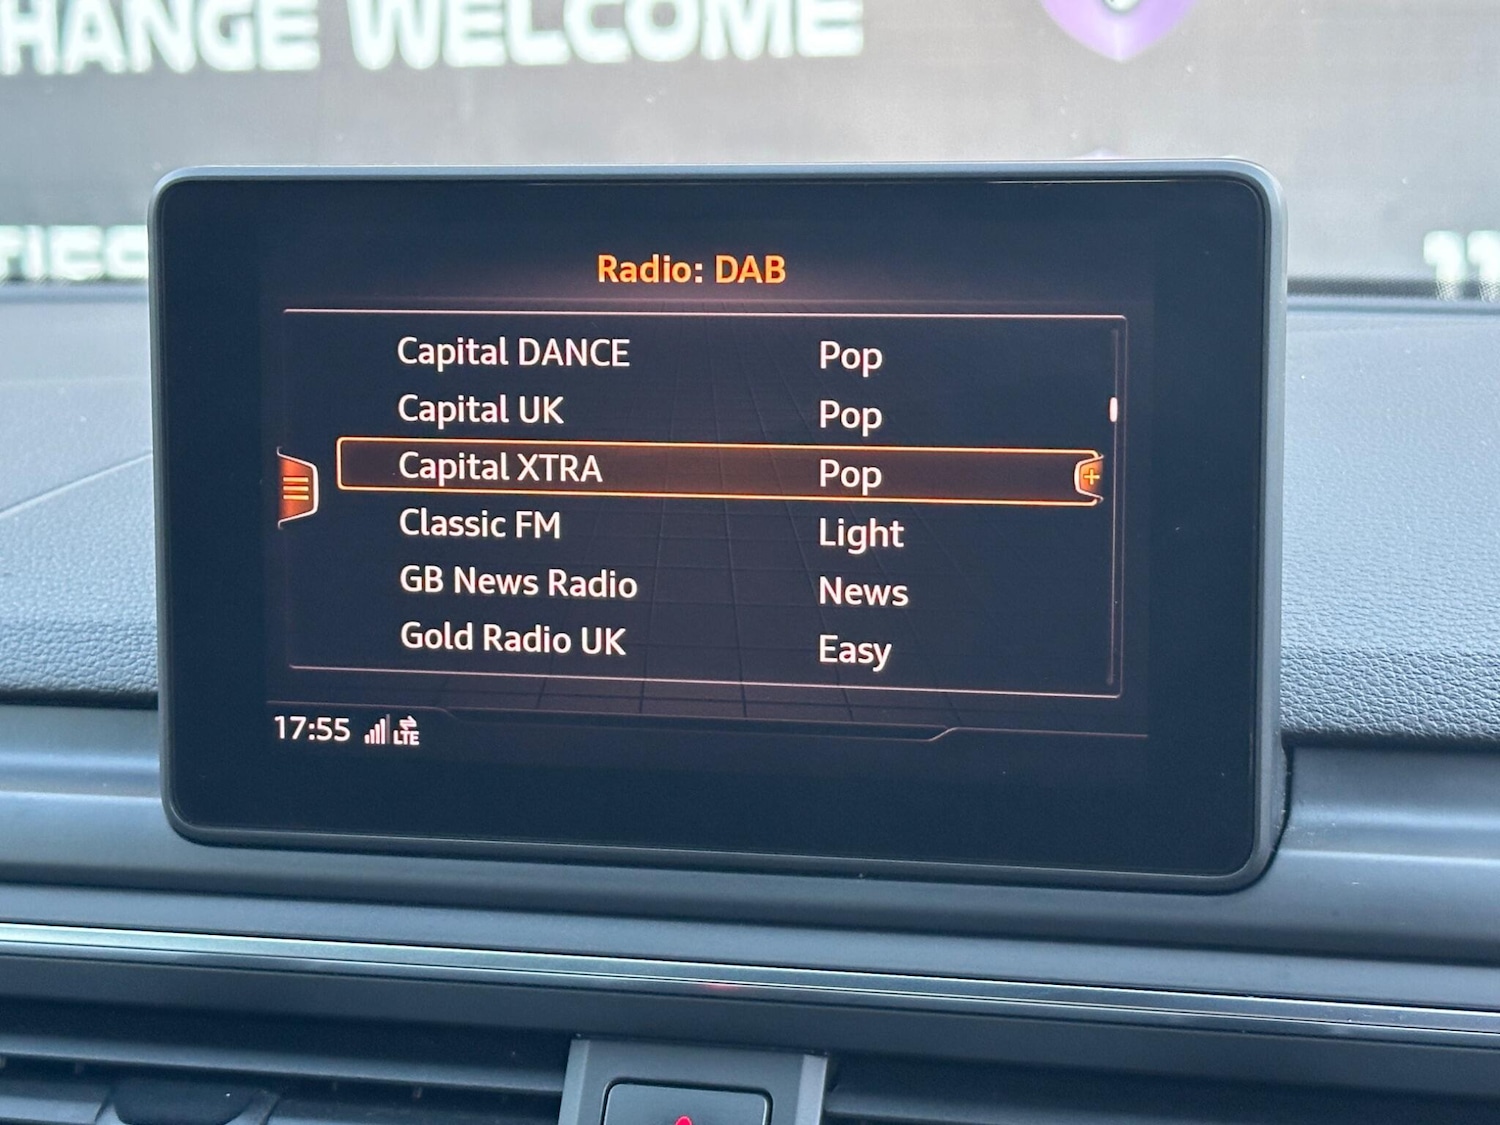 HANGE WELCOME
Radio: DAB
Capital DANCE Pop
Capital UK Pop
Capital XTRA Pop
Classic FM Light
GB News Radio News
Gold Radio UK Easy
17:55 LTE